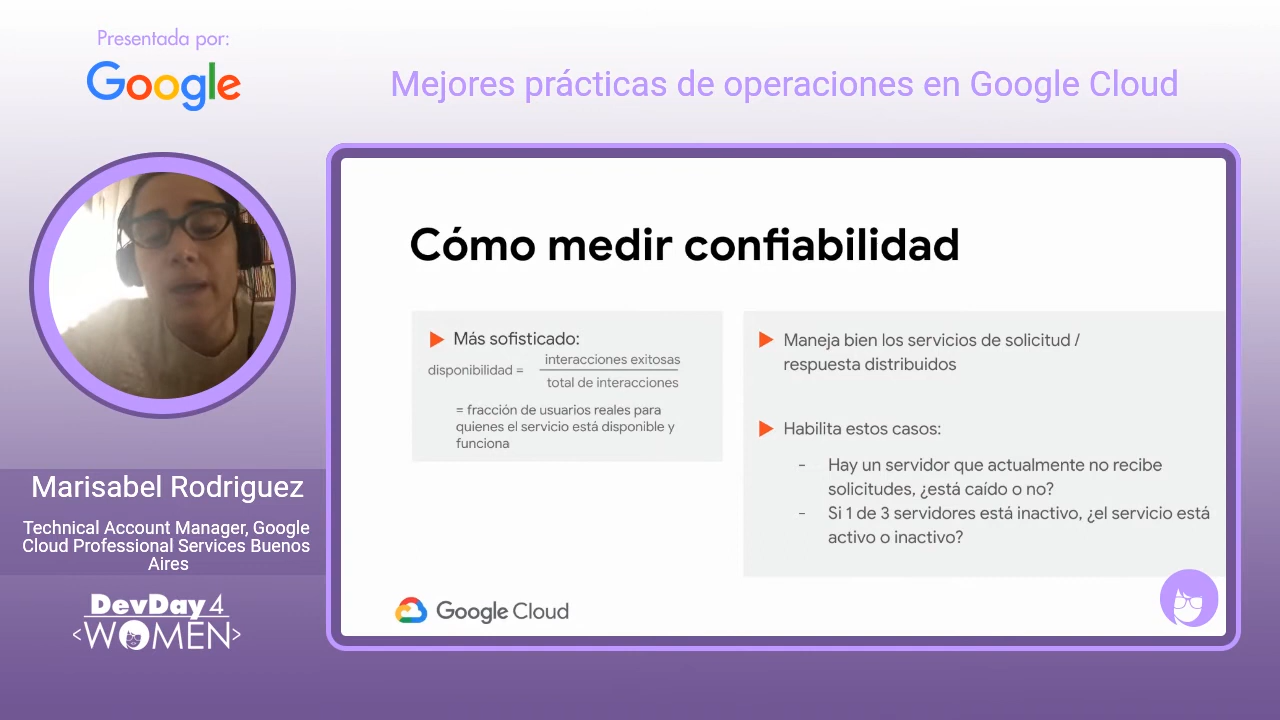 Presentada por:
Google
Mejores prácticas de operaciones en Google Cloud
Cómo medir confiabilidad
Más sofisticado:
disponibilidad =
interacciones exitosas
total de interacciones
= fracción de usuarios reales para
quienes el servicio está disponible y
funciona
Maneja bien los servicios de solicitud /
respuesta distribuidos
Habilita estos casos:
- Hay un servidor que actualmente no recibe
solicitudes, ¿está caído o no?
- Si 1 de 3 servidores está inactivo, ¿el servicio está
activo o inactivo?
Google Cloud
Marisabel Rodriguez
Technical Account Manager, Google
Cloud Professional Services Buenos
Aires
DevDay 4
<WOMEN>